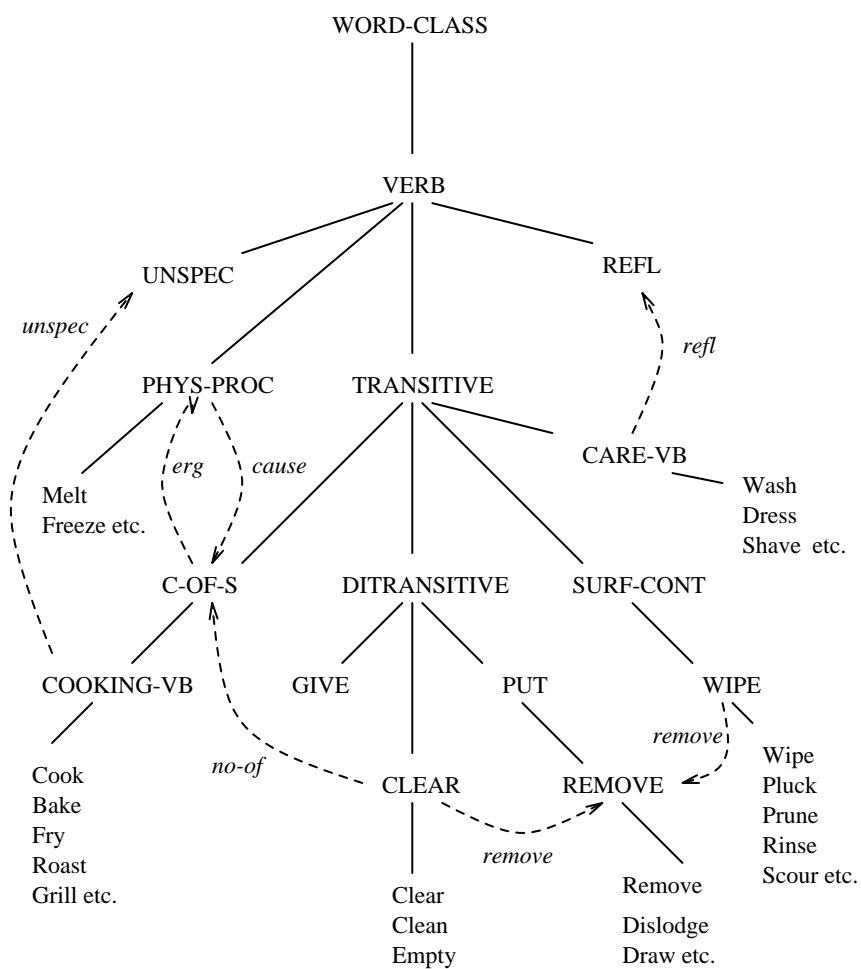 WORD-CLASS
VERB
UNSPEC
REFL
unspec
refl
PHYS-PROC
TRANSITIVE
erg
cause
CARE-VB
Melt
Freeze etc.
Wash
Dress
Shave etc.
C-OF-S
DITRANSITIVE
SURF-CONT
COOKING-VB
GIVE
PUT
WIPE
no-of
remove
CLEAR
REMOVE
remove
Cook
Bake
Fry
Roast
Grill etc.
Wipe
Pluck
Prune
Rinse
Scour etc.
Clear
Clean
Empty
Remove
Dislodge
Draw etc.